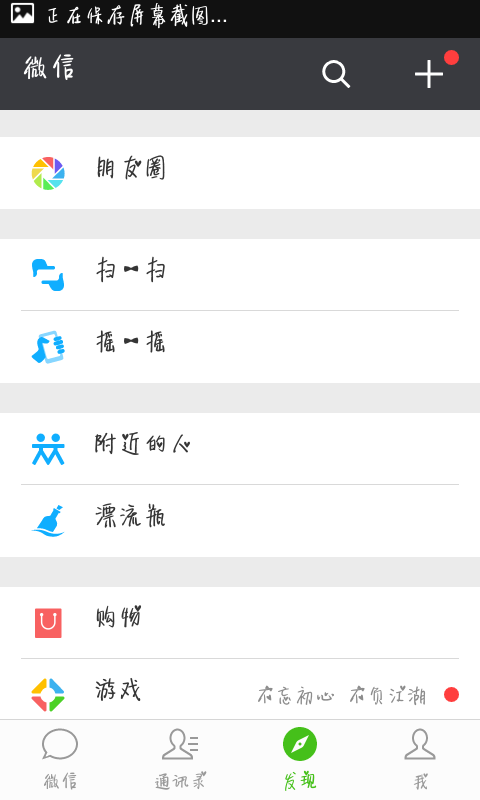 正在保存屏幕截图...
微信
朋友圈
扫一扫
摇一摇
附近的人
漂流瓶
购物
游戏 不忘初心 不负江湖
微信 通讯录 发现 我